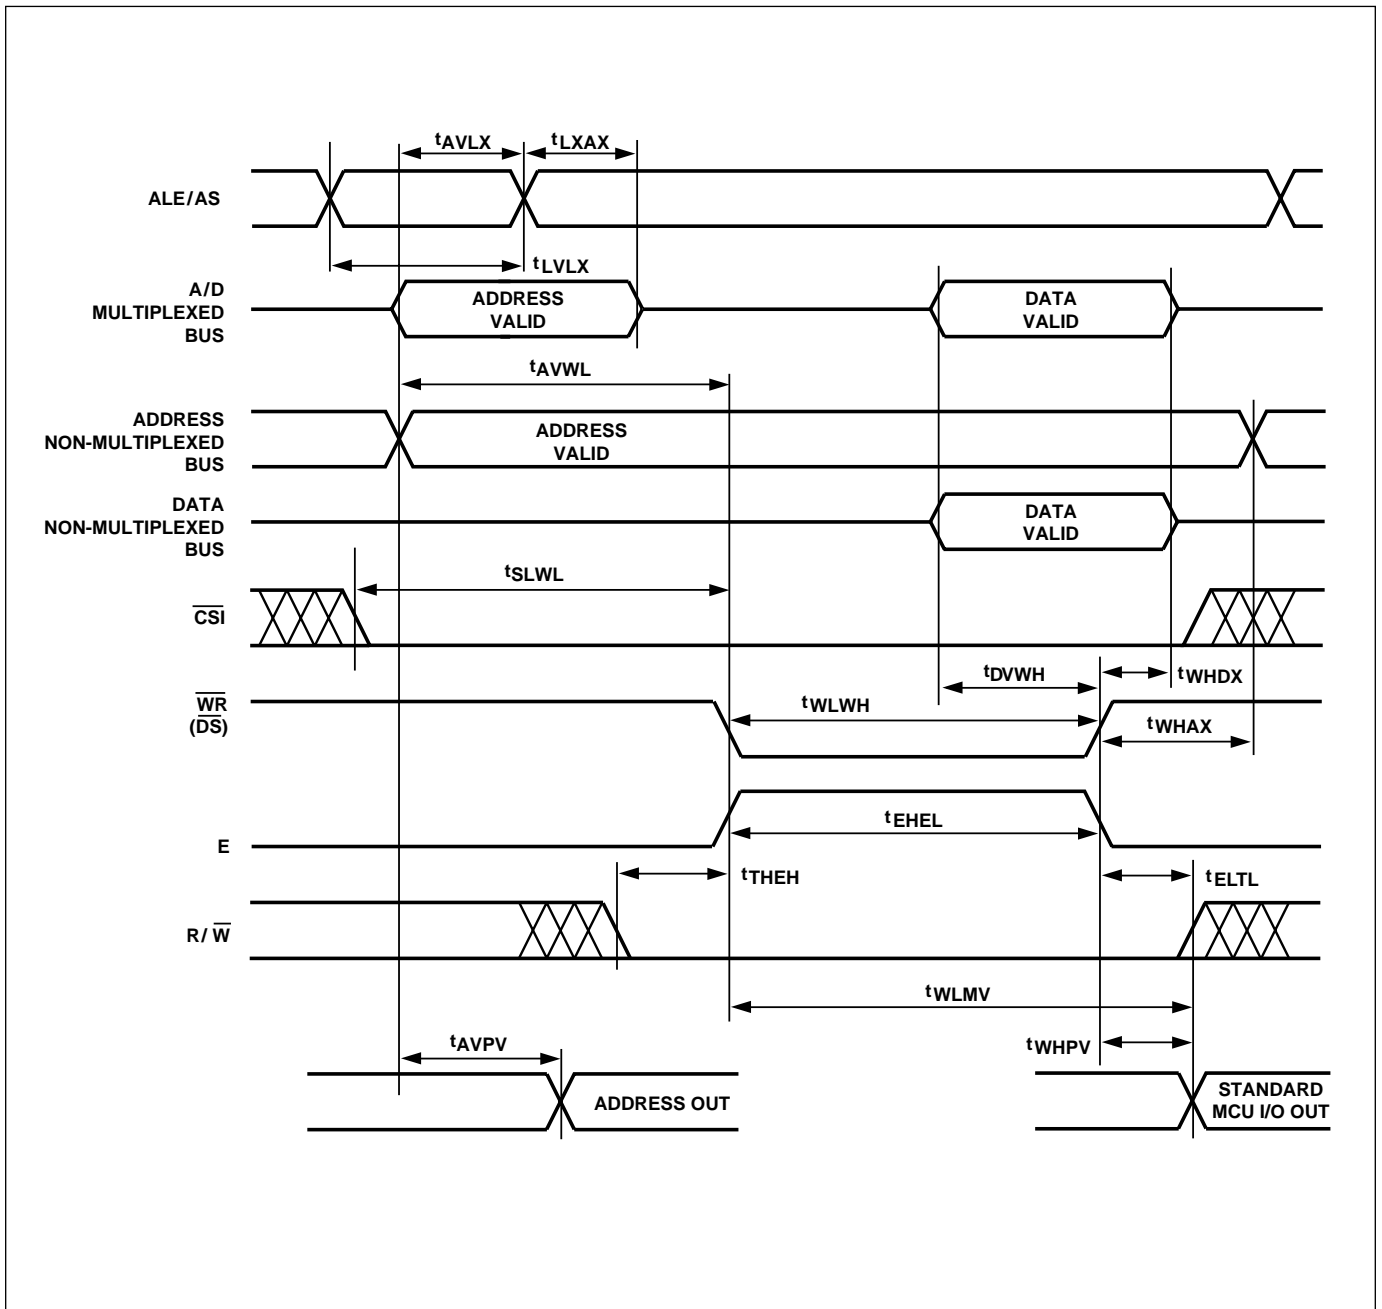 tAVLX
tLXAX
ALE/AS
tLVLX
A/D
MULTIPLEXED
BUS
ADDRESS
VALID
DATA
VALID
tAVWL
ADDRESS
NON-MULTIPLEXED
BUS
ADDRESS
VALID
DATA
NON-MULTIPLEXED
BUS
DATA
VALID
tSLWL
CSI
tDVWH
tWHDX
WR
(DS)
tWLWH
tWHAX
E
tEHEL
tTHEH
tELTL
R/ W
tWLMV
tAVPV
tWHPV
ADDRESS OUT
STANDARD
MCU I/O OUT